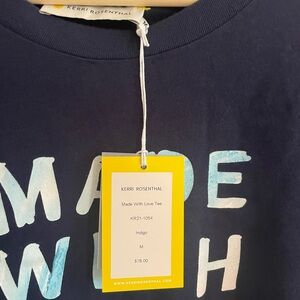 KERRI ROSENTHAL
MADE
WITH
KERRI ROSENTHAL
Made With Love Tee
KR21-1054
Indigo
M
$78.00
WWW.KERRIROSENTHAL.COM